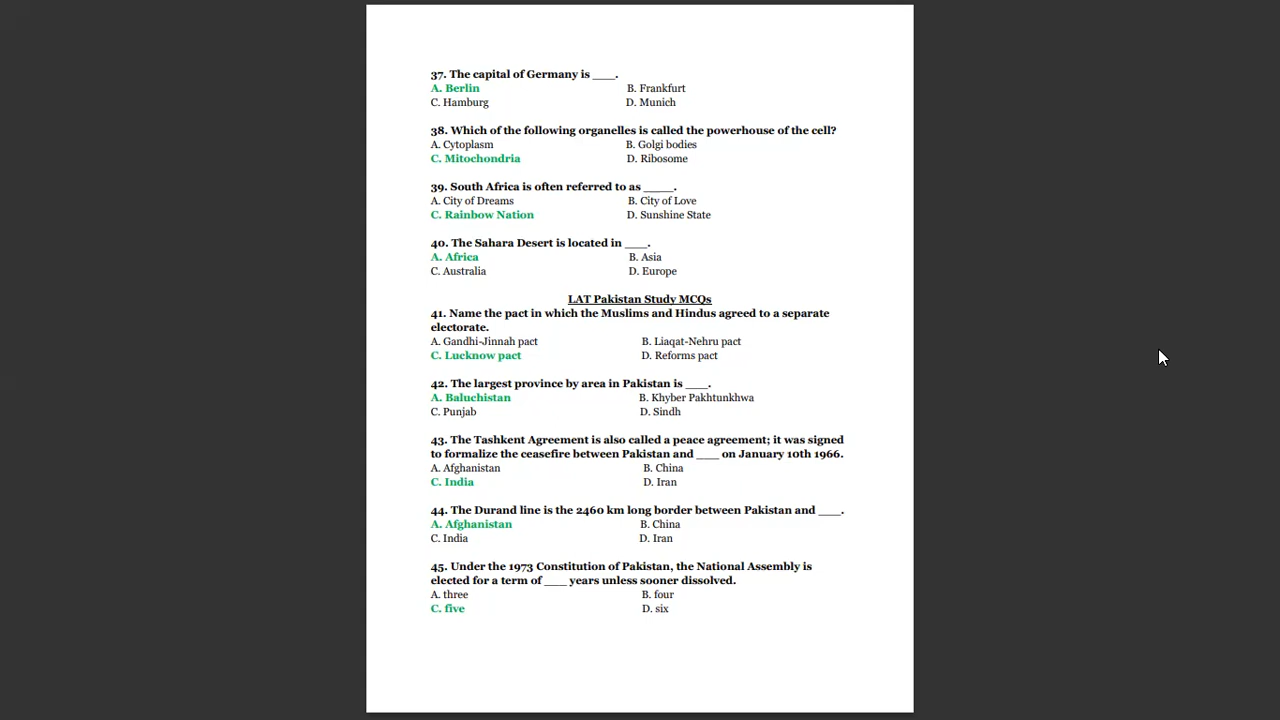 37. The capital of Germany is ___.
A. Berlin B. Frankfurt
C. Hamburg D. Munich
38. Which of the following organelles is called the powerhouse of the cell?
A. Cytoplasm B. Golgi bodies
C. Mitochondria D. Ribosome
39. South Africa is often referred to as ____.
A. City of Dreams B. City of Love
C. Rainbow Nation D. Sunshine State
40. The Sahara Desert is located in ___.
A. Africa B. Asia
C. Australia D. Europe
LAT Pakistan Study MCQs
41. Name the pact in which the Muslims and Hindus agreed to a separate
electorate.
A. Gandhi-Jinnah pact B. Liaqat-Nehru pact
C. Lucknow pact D. Reforms pact
42. The largest province by area in Pakistan is ___.
A. Baluchistan B. Khyber Pakhtunkhwa
C. Punjab D. Sindh
43. The Tashkent Agreement is also called a peace agreement; it was signed
to formalize the ceasefire between Pakistan and ___ on January 10th 1966.
A. Afghanistan B. China
C. India D. Iran
44. The Durand line is the 2460 km long border between Pakistan and ___.
A. Afghanistan B. China
C. India D. Iran
45. Under the 1973 Constitution of Pakistan, the National Assembly is
elected for a term of ___ years unless sooner dissolved.
A. three B. four
C. five D. six